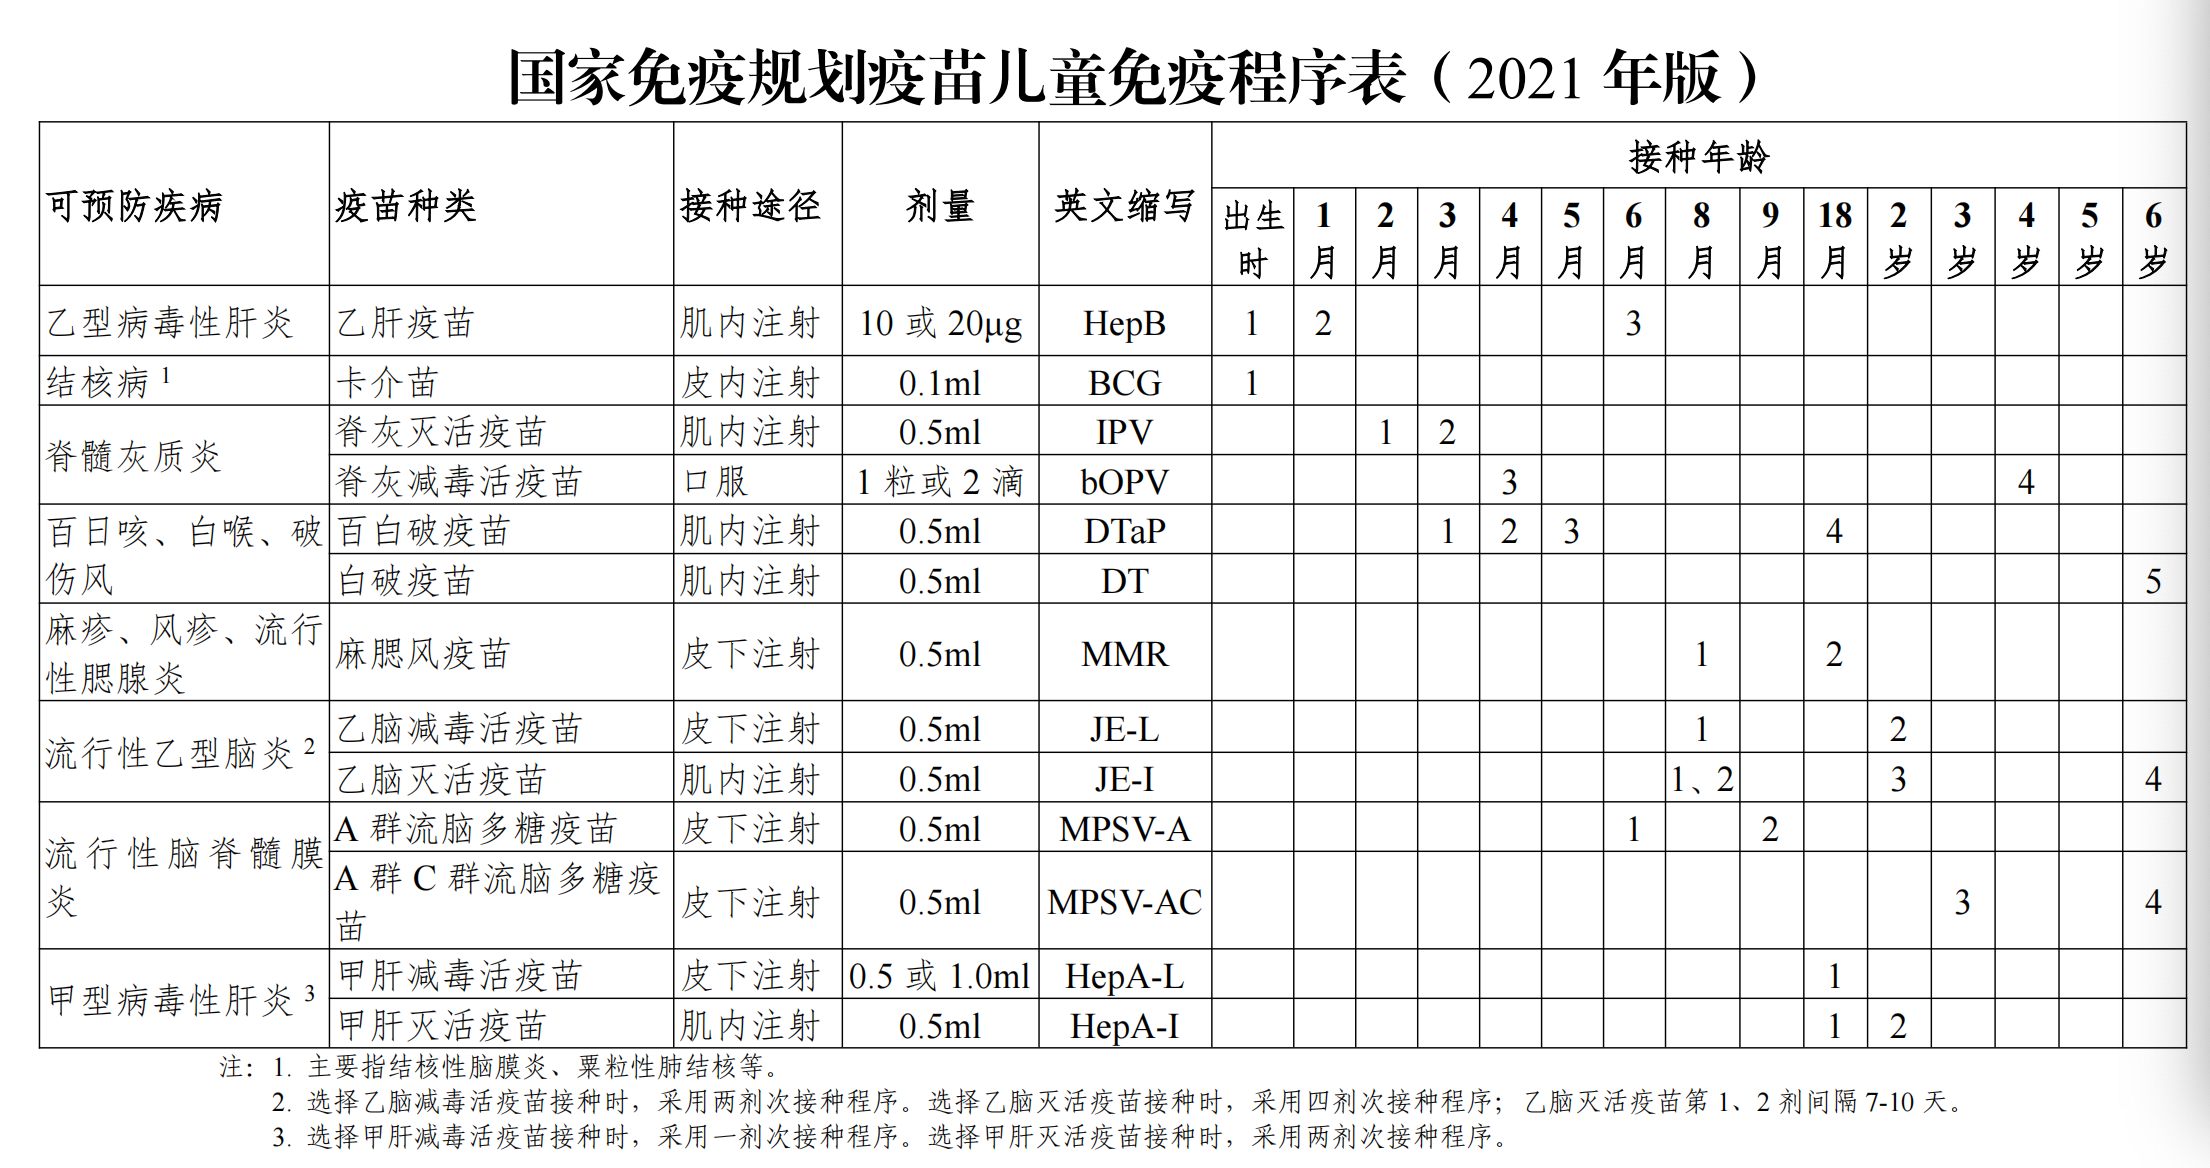 国家免疫规划疫苗儿童免疫程序表（2021 年版）
可预防疾病 疫苗种类 接种途径 剂量 英文缩写 接种年龄
出生时 1月 2月 3月 4月 5月 6月 8月 9月 18月 2岁 3岁 4岁 5岁 6岁
乙型病毒性肝炎 乙肝疫苗 肌内注射 10 或 20μg HepB 1 2 3
结核病 1 卡介苗 皮内注射 0.1ml BCG 1
脊髓灰质炎 脊灰灭活疫苗 肌内注射 0.5ml IPV 1 2
脊灰减毒活疫苗 口服 1 粒或 2 滴 bOPV 3 4
百日咳、白喉、破伤风 百白破疫苗 肌内注射 0.5ml DTaP 1 2 3 4
白破疫苗 肌内注射 0.5ml DT 5
麻疹、风疹、流行性腮腺炎 麻腮风疫苗 皮下注射 0.5ml MMR 1 2
流行性乙型脑炎 2 乙脑减毒活疫苗 皮下注射 0.5ml JE-L 1 2
乙脑灭活疫苗 肌内注射 0.5ml JE-I 1、2 3 4
流行性脑脊髓膜炎 A 群流脑多糖疫苗 皮下注射 0.5ml MPSV-A 1 2
A 群 C 群流脑多糖疫苗 皮下注射 0.5ml MPSV-AC 3 4
甲型病毒性肝炎 3 甲肝减毒活疫苗 皮下注射 0.5 或 1.0ml HepA-L 1
甲肝灭活疫苗 肌内注射 0.5ml HepA-I 1 2
注：1. 主要指结核性脑膜炎、粟粒性肺结核等。
2. 选择乙脑减毒活疫苗接种时，采用两剂次接种程序。选择乙脑灭活疫苗接种时，采用四剂次接种程序；乙脑灭活疫苗第 1、2 剂间隔 7-10 天。
3. 选择甲肝减毒活疫苗接种时，采用一剂次接种程序。选择甲肝灭活疫苗接种时，采用两剂次接种程序。